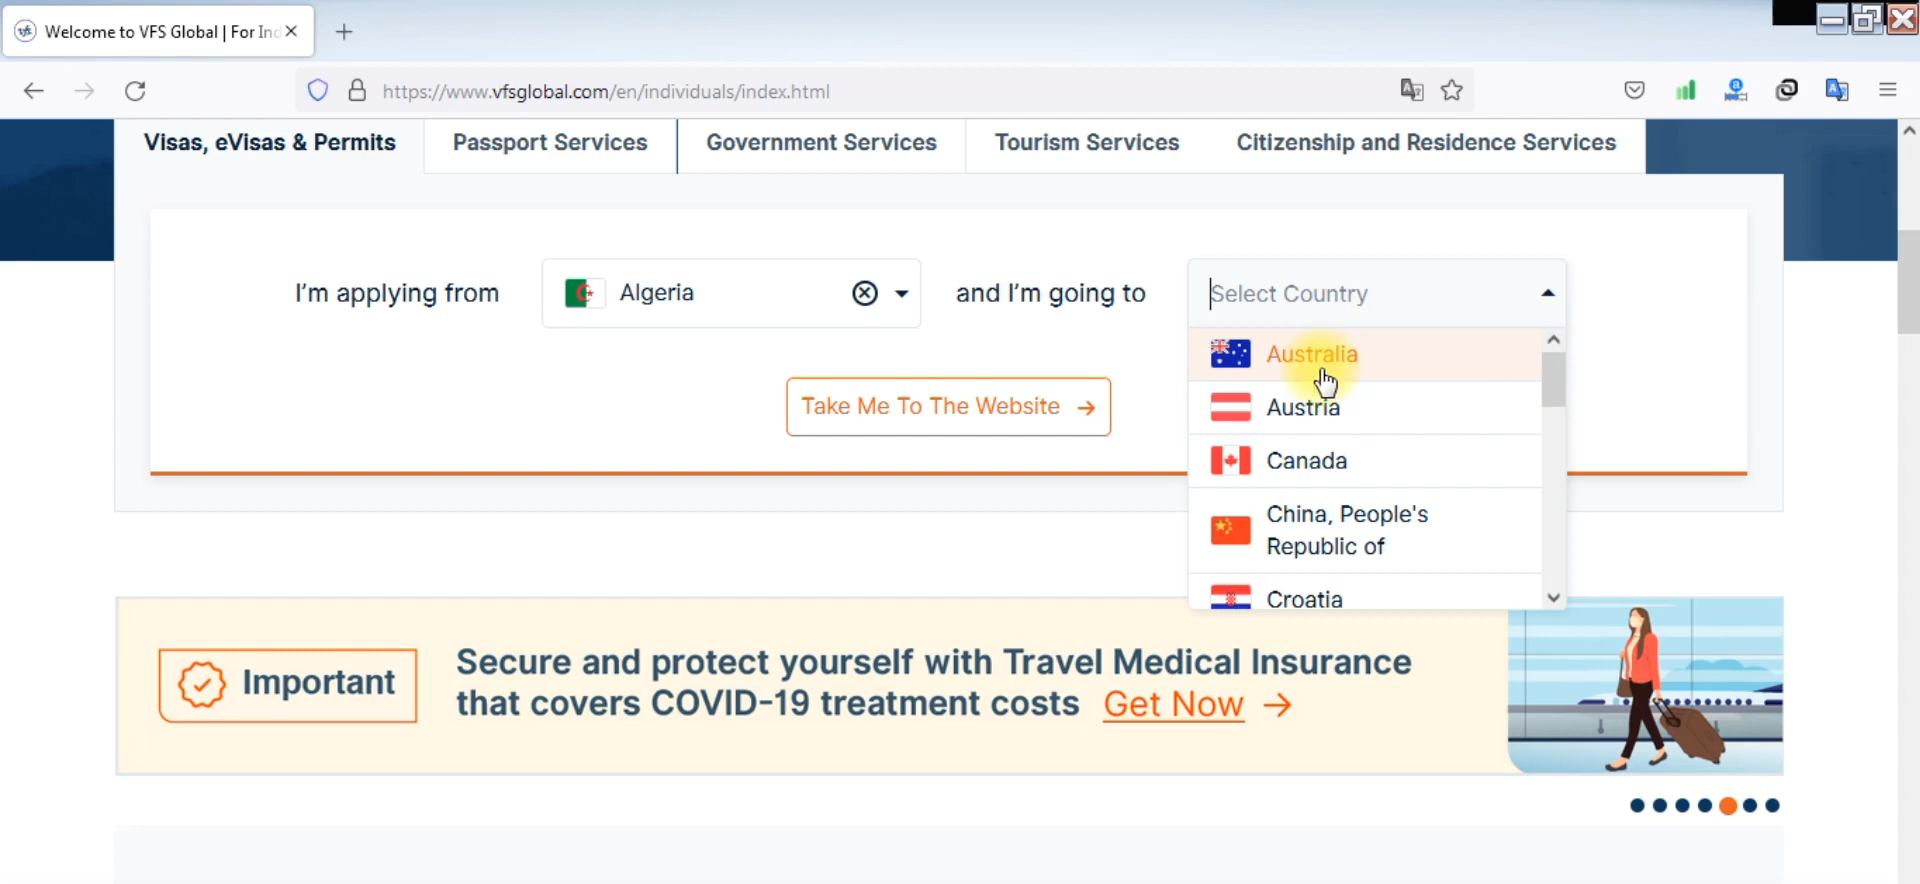 Welcome to VFS Global | For Ind
https://www.vfsglobal.com/en/individuals/index.html
Visas, eVisas & Permits
Passport Services
Government Services
Tourism Services
Citizenship and Residence Services
I'm applying from
Algeria
and I'm going to
Select Country
Australia
Austria
Canada
China, People's
Republic of
Croatia
Take Me To The Website →
Important
Secure and protect yourself with Travel Medical Insurance
that covers COVID-19 treatment costs Get Now →